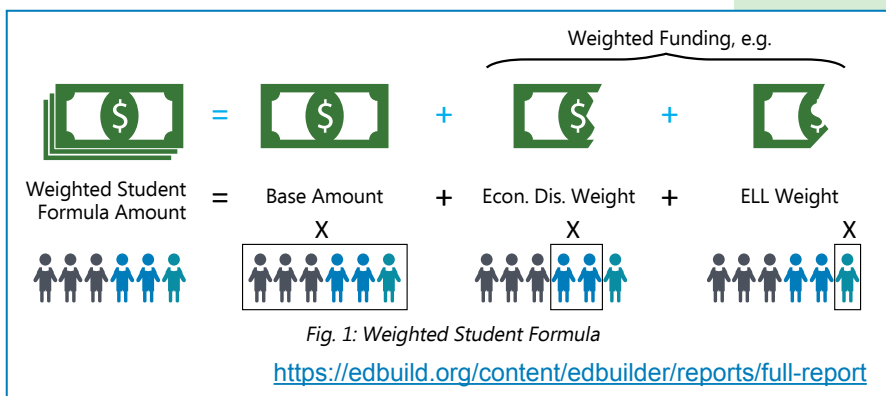 Weighted Funding, e.g.
$ = $ + $ + $
Weighted Student
Formula Amount = Base Amount + Econ. Dis. Weight + ELL Weight
X X X
Fig. 1: Weighted Student Formula
https://edbuild.org/content/edbuilder/reports/full-report